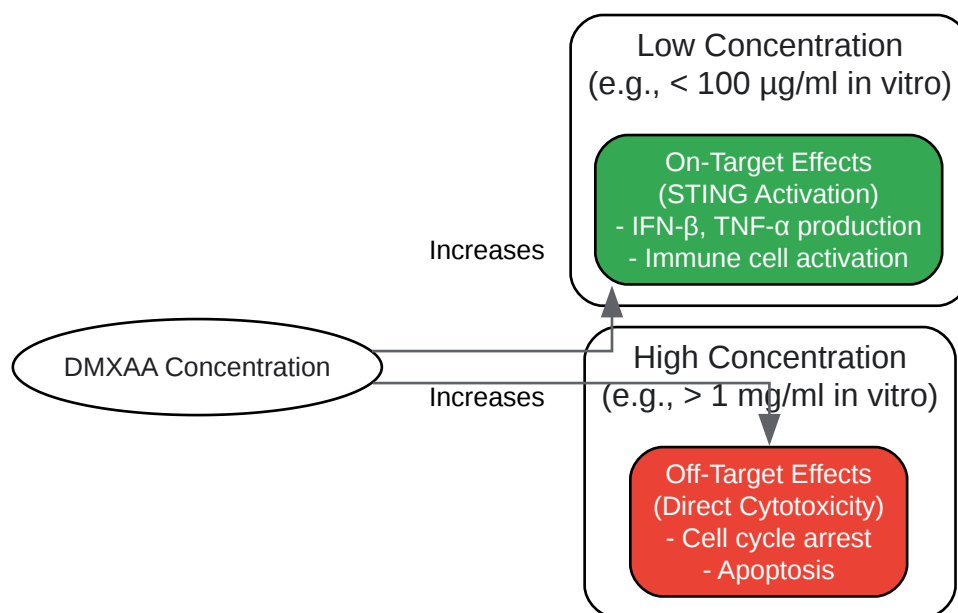 Low Concentration
(e.g., < 100 µg/ml in vitro)
On-Target Effects
(STING Activation)
- IFN-β, TNF-α production
- Immune cell activation
Increases
DMXAA Concentration
Increases
High Concentration
(e.g., > 1 mg/ml in vitro)
Off-Target Effects
(Direct Cytotoxicity)
- Cell cycle arrest
- Apoptosis